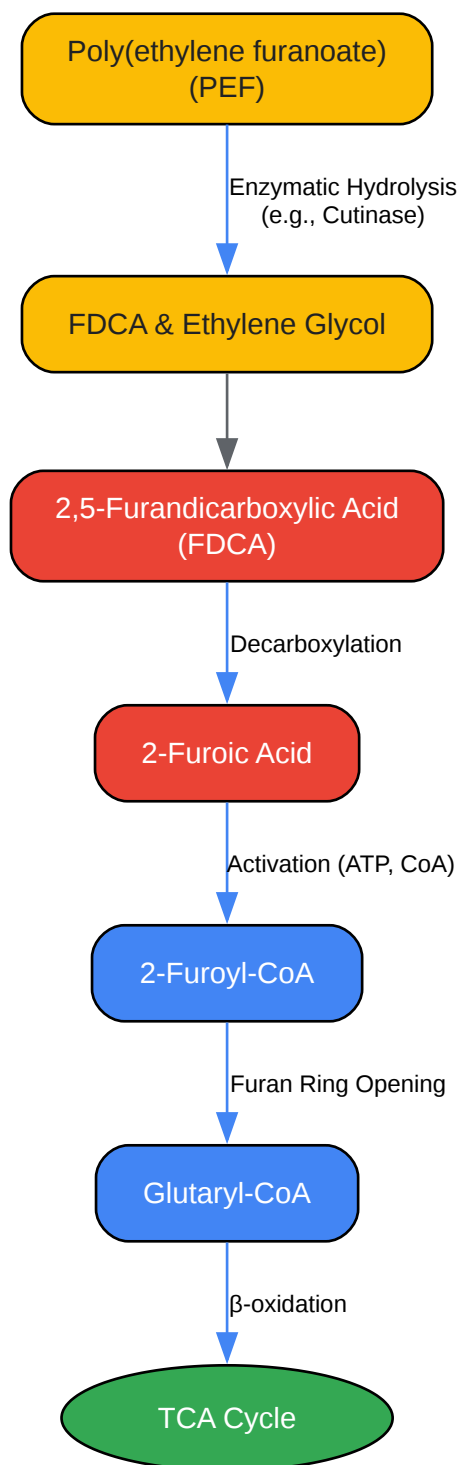 Poly(ethylene furanoate)
(PEF)
Enzymatic Hydrolysis
(e.g., Cutinase)
FDCA & Ethylene Glycol
2,5-Furandicarboxylic Acid
(FDCA)
Decarboxylation
2-Furoic Acid
Activation (ATP, CoA)
2-Furoyl-CoA
Furan Ring Opening
Glutaryl-CoA
β-oxidation
TCA Cycle